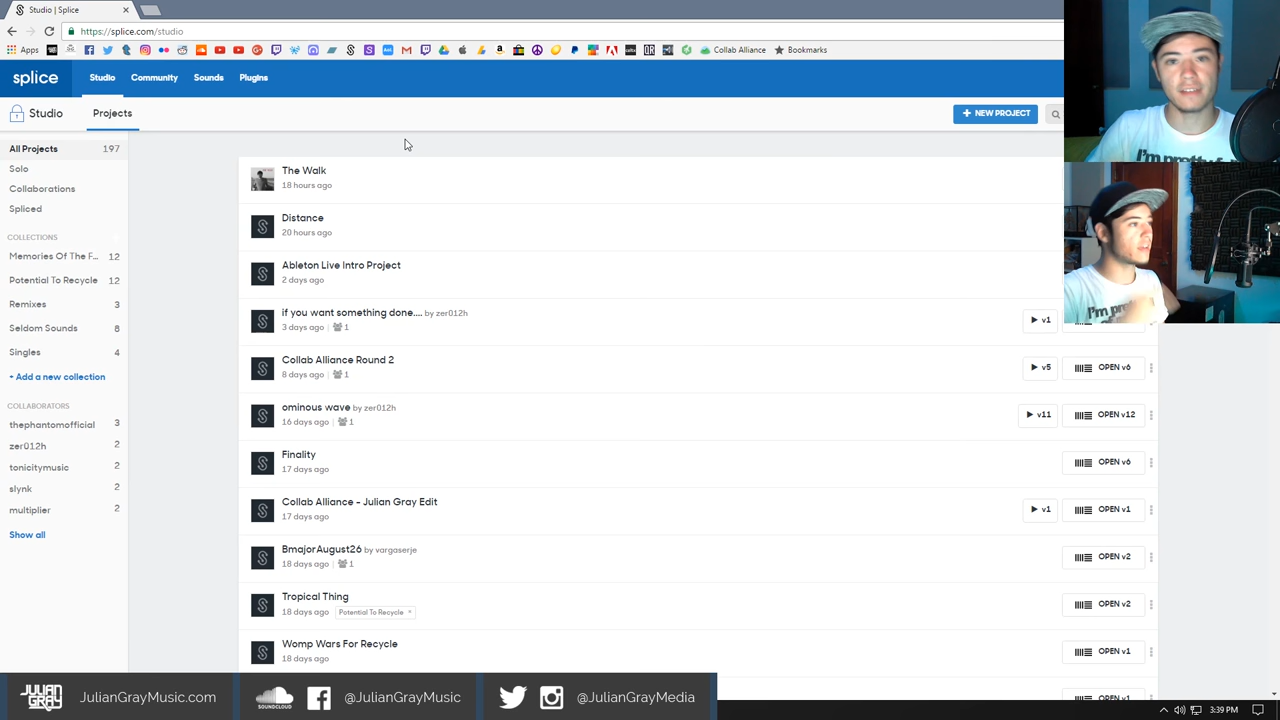 Studio | Splice
https://splice.com/studio
Apps
Collab Alliance
Bookmarks
splice
Studio
Community
Sounds
Plugins
Studio
Projects
+ NEW PROJECT
All Projects 197
Solo
Collaborations
Spliced
COLLECTIONS
Memories Of The F... 12
Potential To Recycle 12
Remixes 3
Seldom Sounds 8
Singles 4
+ Add a new collection
COLLABORATORS
thephantomofficial 3
zer012h 2
tonicitymusic 2
slynk 2
multiplier 2
Show all
The Walk
18 hours ago
Distance
20 hours ago
Ableton Live Intro Project
2 days ago
if you want something done.... by zer012h
3 days ago 1
v1
Collab Alliance Round 2
8 days ago 1
v5 OPEN v6
ominous wave by zer012h
16 days ago 1
v11 OPEN v12
Finality
17 days ago
OPEN v6
Collab Alliance - Julian Gray Edit
17 days ago
v1 OPEN v1
BmajorAugust26 by vargaserje
18 days ago 1
OPEN v2
Tropical Thing
18 days ago Potential To Recycle
OPEN v2
Womp Wars For Recycle
18 days ago
OPEN v1
OPEN v1
I'm pretty
I'm
JULIAN
GRAY
JulianGrayMusic.com
SOUNDCLOUD
@JulianGrayMusic
@JulianGrayMedia
3:39 PM